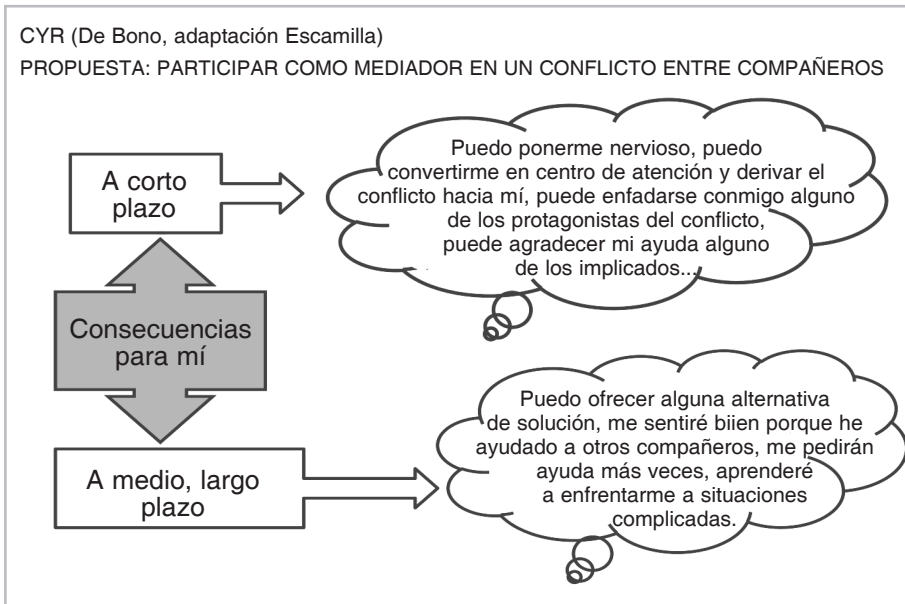 CYR (De Bono, adaptación Escamilla)
PROPUESTA: PARTICIPAR COMO MEDIADOR EN UN CONFLICTO ENTRE COMPAÑEROS
A corto
plazo
Puedo ponerme nervioso, puedo
convertirme en centro de atención y derivar el
conflicto hacia mí, puede enfadarse conmigo alguno
de los protagonistas del conflicto,
puede agradecer mi ayuda alguno
de los implicados...
Consecuencias
para mí
A medio, largo
plazo
Puedo ofrecer alguna alternativa
de solución, me sentiré biien porque he
ayudado a otros compañeros, me pedirán
ayuda más veces, aprenderé
a enfrentarme a situaciones
complicadas.